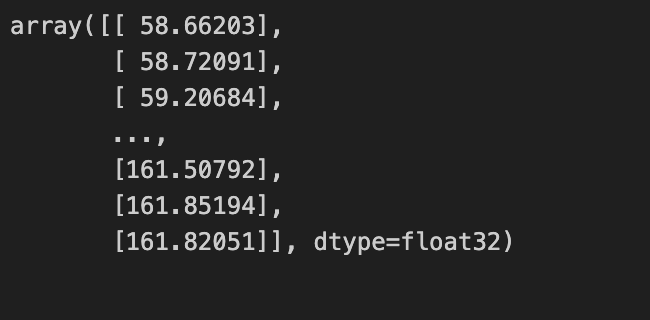 array([[ 58.66203],
[ 58.72091],
[ 59.20684],
...,
[161.50792],
[161.85194],
[161.82051]], dtype=float32)